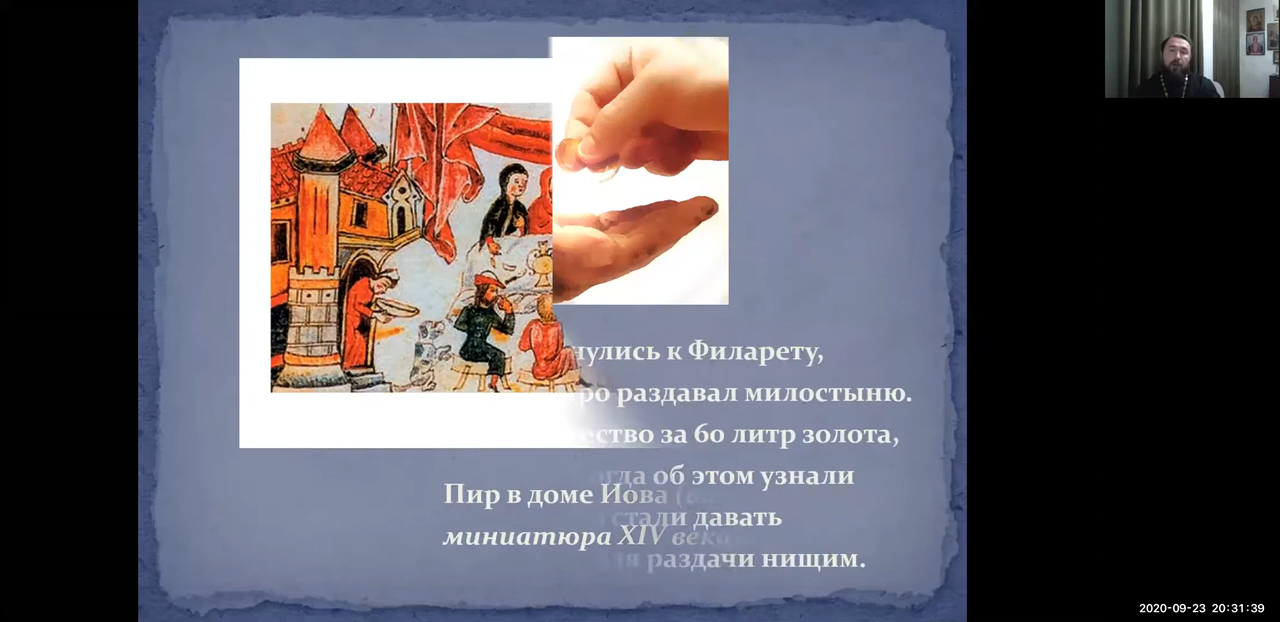 нулись к Филарету,
ро раздавал милостыню.
ество за 60 литр золота,
огда об этом узнали
Пир в доме Иова
стали давать
миниатюра XIV века
раздачи нищим.
2020-09-23 20:31:39